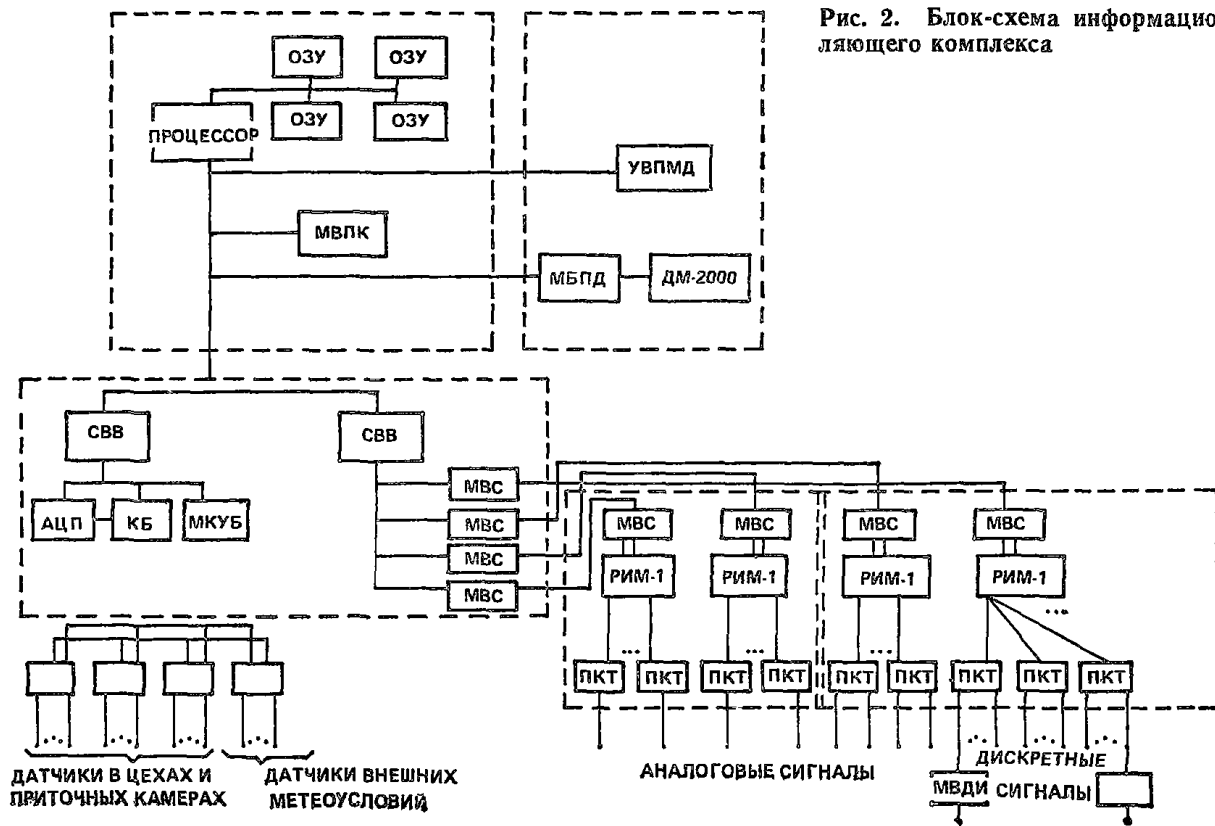 Рис. 2. Блок-схема информацио
ляющего комплекса
ОЗУ ОЗУ
ПРОЦЕССОР ОЗУ ОЗУ
УВПМД
МВПК
МБПД ДМ-2000
СВВ СВВ
МВС
АЦП КБ МКУБ
МВС
МВС
МВС
МВС МВС МВС МВС
РИМ-1 РИМ-1 РИМ-1 РИМ-1
ПКТ ПКТ ПКТ ПКТ ПКТ ПКТ ПКТ ПКТ ПКТ
ДАТЧИКИ В ЦЕХАХ И
ПРИТОЧНЫХ КАМЕРАХ
ДАТЧИКИ ВНЕШНИХ
МЕТЕОУСЛОВИЙ
АНАЛОГОВЫЕ СИГНАЛЫ
ДИСКРЕТНЫЕ
МВДИ СИГНАЛЫ